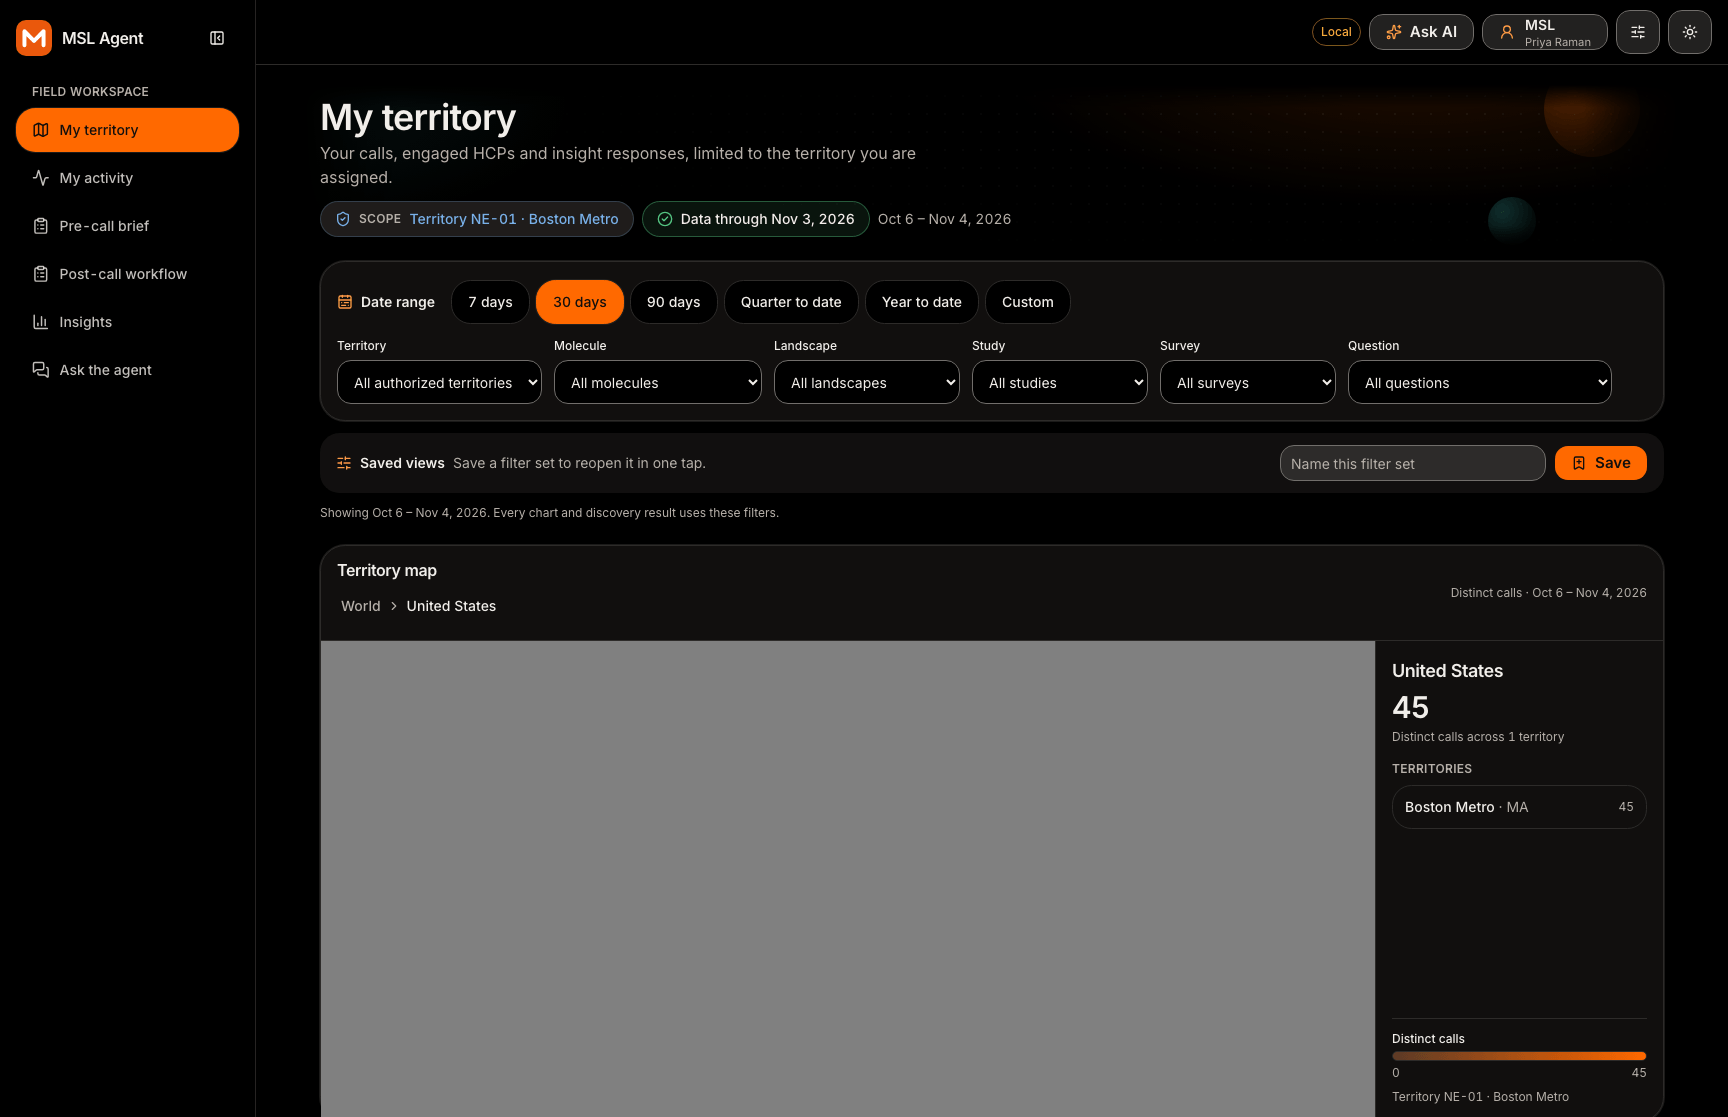 MSL Agent
Local
Ask AI
MSL
Priya Raman
FIELD WORKSPACE
My territory
My activity
Pre-call brief
Post-call workflow
Insights
Ask the agent
My territory
Your calls, engaged HCPs and insight responses, limited to the territory you are
assigned.
SCOPE Territory NE-01 · Boston Metro
Data through Nov 3, 2026
Oct 6 – Nov 4, 2026
Date range
7 days
30 days
90 days
Quarter to date
Year to date
Custom
Territory
Molecule
Landscape
Study
Survey
Question
All authorized territories
All molecules
All landscapes
All studies
All surveys
All questions
Saved views Save a filter set to reopen it in one tap.
Name this filter set
Save
Showing Oct 6 – Nov 4, 2026. Every chart and discovery result uses these filters.
Territory map
World > United States
Distinct calls · Oct 6 – Nov 4, 2026
United States
45
Distinct calls across 1 territory
TERRITORIES
Boston Metro · MA 45
Distinct calls
0 45
Territory NE-01 · Boston Metro